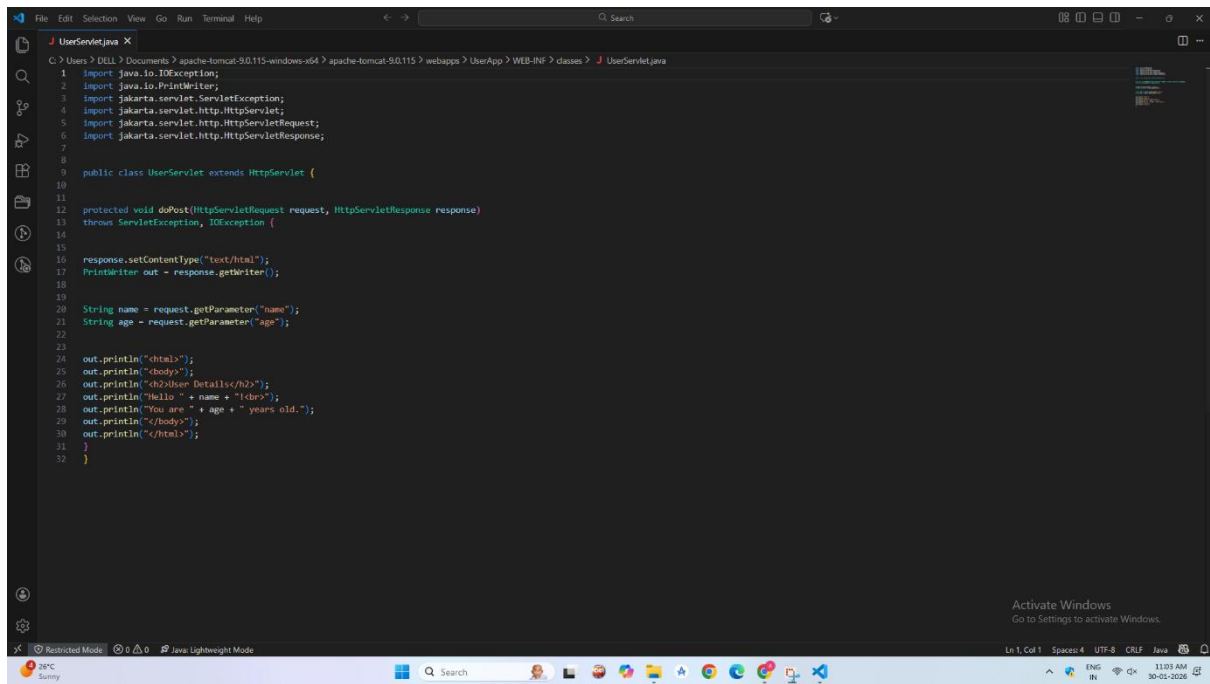 File Edit Selection View Go Run Terminal Help
Search
UserServlet.java
C: > Users > DELL > Documents > apache-tomcat-9.0.115-windows-x64 > apache-tomcat-9.0.115 > webapps > UserApp > WEB-INF > classes > J UserServlet.java
1 import java.io.IOException;
2 import java.io.PrintWriter;
3 import jakarta.servlet.ServletException;
4 import jakarta.servlet.http.HttpServlet;
5 import jakarta.servlet.http.HttpServletRequest;
6 import jakarta.servlet.http.HttpServletResponse;
7
8
9 public class UserServlet extends HttpServlet {
10
11
12 protected void doPost(HttpServletRequest request, HttpServletResponse response)
13 throws ServletException, IOException {
14
15
16 response.setContentType("text/html");
17 PrintWriter out = response.getWriter();
18
19
20 String name = request.getParameter("name");
21 String age = request.getParameter("age");
22
23
24 out.println("<html>");
25 out.println("<body>");
26 out.println("<h2>User Details</h2>");
27 out.println("Hello " + name + "!<br>");
28 out.println("You are " + age + " years old.");
29 out.println("</body>");
30 out.println("</html>");
31 }
32 }
Activate Windows
Go to Settings to activate Windows.
Restricted Mode 0 0 Java: Lightweight Mode Ln 1, Col 1 Spaces: 4 UTF-8 CRLF Java
4 26°C Search ENG 11:03 AM
Sunny IN 30-01-2026